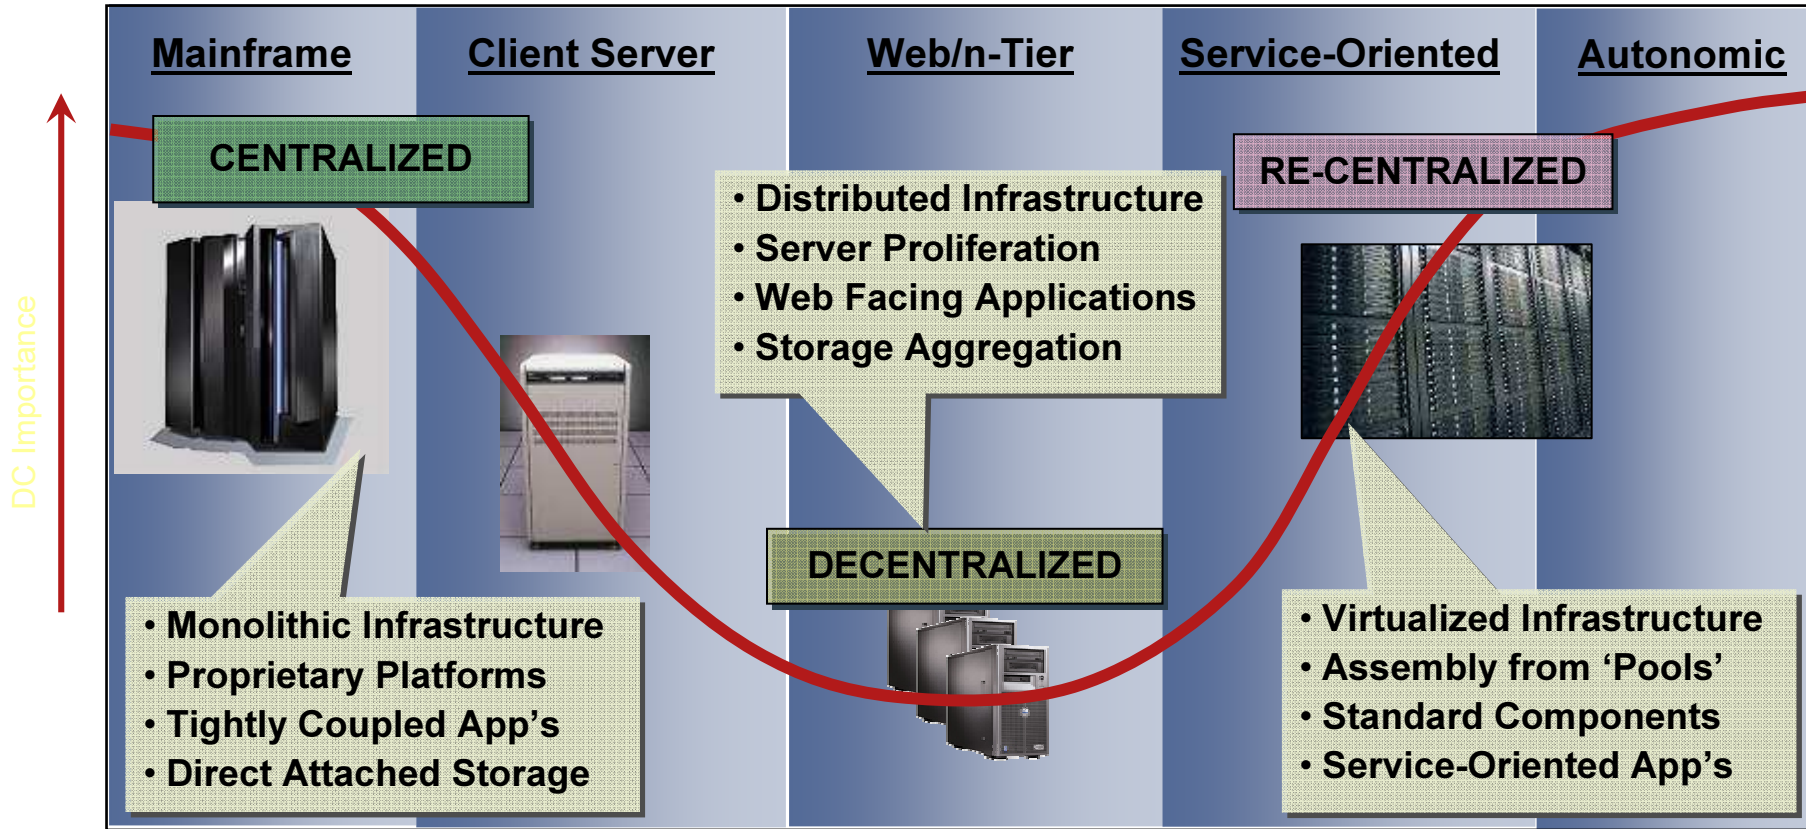 Mainframe
Client Server
Web/n-Tier
Service-Oriented
Autonomic
DC Importance
CENTRALIZED
• Monolithic Infrastructure
• Proprietary Platforms
• Tightly Coupled App’s
• Direct Attached Storage
• Distributed Infrastructure
• Server Proliferation
• Web Facing Applications
• Storage Aggregation
DECENTRALIZED
RE-CENTRALIZED
• Virtualized Infrastructure
• Assembly from ‘Pools’
• Standard Components
• Service-Oriented App’s